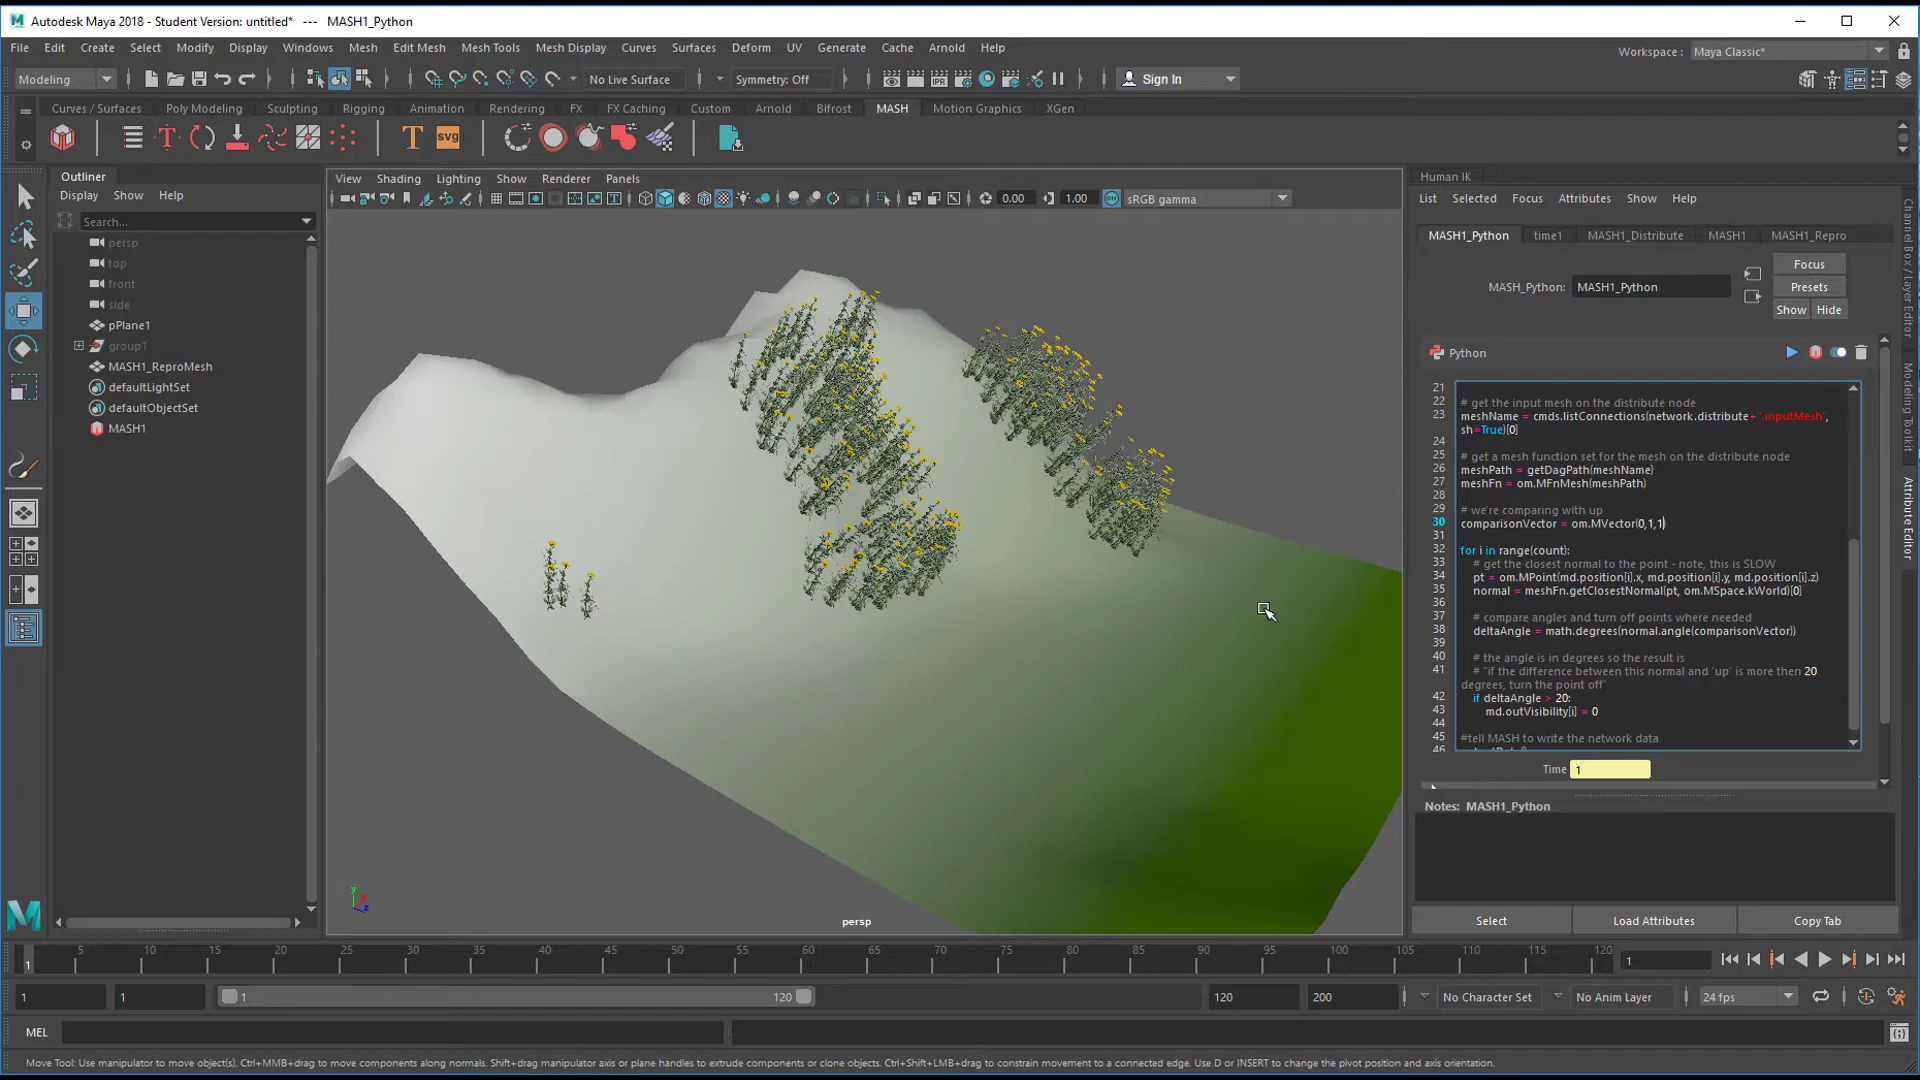 Autodesk Maya 2018 - Student Version: untitled* --- MASH1_Python
File Edit Create Select Modify Display Windows Mesh Edit Mesh Mesh Tools Mesh Display Curves Surfaces Deform UV Generate Cache Arnold Help
Workspace : Maya Classic*
Modeling No Live Surface Symmetry: Off Sign In
Curves / Surfaces Poly Modeling Sculpting Rigging Animation Rendering FX FX Caching Custom Arnold Bifrost MASH Motion Graphics XGen
T svg
Outliner
Display Show Help
Search...
persp
top
front
side
pPlane1
group1
MASH1_ReproMesh
defaultLightSet
defaultObjectSet
MASH1
View Shading Lighting Show Renderer Panels
0.00 1.00 ON sRGB gamma
y
z
persp
Human IK
List Selected Focus Attributes Show Help
MASH1_Python time1 MASH1_Distribute MASH1 MASH1_Repro
MASH_Python: MASH1_Python
Focus
Presets
Show Hide
Python
21
22 # get the input mesh on the distribute node
23 meshName = cmds.listConnections(network.distribute+".inputMesh",
sh=True)[0]
24
25 # get a mesh function set for the mesh on the distribute node
26 meshPath = getDagPath(meshName)
27 meshFn = om.MFnMesh(meshPath)
28
29 # we're comparing with up
30 comparisonVector = om.MVector(0,1,1)
31
32 for i in range(count):
33 # get the closest normal to the point - note, this is SLOW
34 pt = om.MPoint(md.position[i].x, md.position[i].y, md.position[i].z)
35 normal = meshFn.getClosestNormal(pt, om.MSpace.kWorld)[0]
36
37 # compare angles and turn off points where needed
38 deltaAngle = math.degrees(normal.angle(comparisonVector))
39
40 # the angle is in degrees so the result is
41 # "if the difference between this normal and 'up' is more then 20
degrees, turn the point off"
42 if deltaAngle > 20:
43 md.outVisibility[i] = 0
44
45 #tell MASH to write the network data
46
Time 1
Notes: MASH1_Python
Select Load Attributes Copy Tab
Channel Box / Layer Editor
Modeling Toolkit
Attribute Editor
1 5 10 15 20 25 30 35 40 45 50 55 60 65 70 75 80 85 90 95 100 105 110 115 120 1
1 1 1 120 120 200 No Character Set No Anim Layer 24 fps
MEL
Move Tool: Use manipulator to move object(s). Ctrl+MMB+drag to move components along normals. Shift+drag manipulator axis or plane handles to extrude components or clone objects. Ctrl+Shift+LMB+drag to constrain movement to a connected edge. Use D or INSERT to change the pivot position and axis orientation.